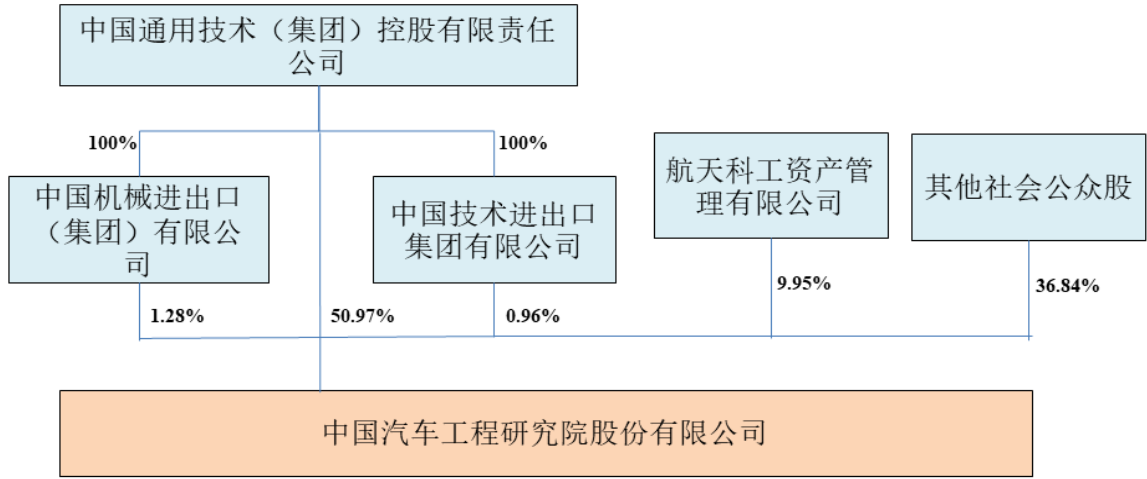 中国通用技术（集团）控股有限责任
公司
100%
100%
中国机械进出口
（集团）有限公
司
中国技术进出口
集团有限公司
航天科工资产管
理有限公司
其他社会公众股
1.28%
50.97%
0.96%
9.95%
36.84%
中国汽车工程研究院股份有限公司